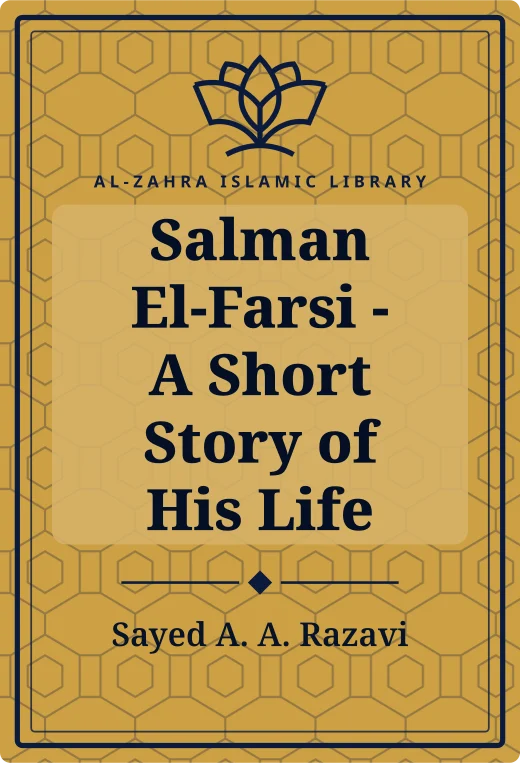 AL-ZAHRA ISLAMIC LIBRARY
Salman
El-Farsi -
A Short
Story of
His Life
Sayed A. A. Razavi